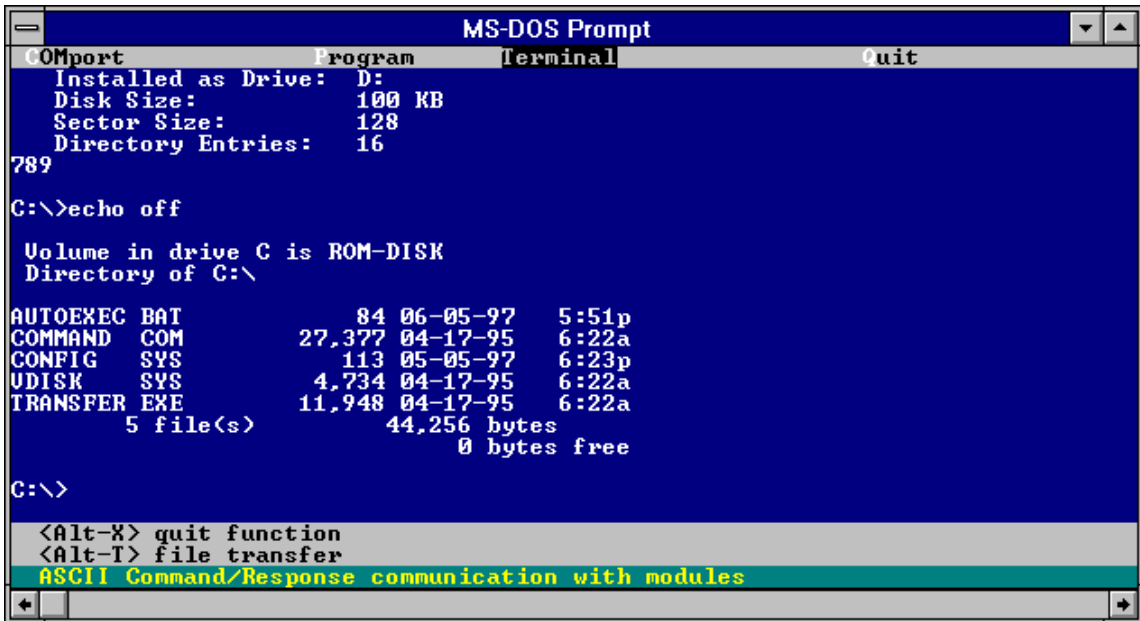 MS-DOS Prompt
COMport Program Terminal Quit
Installed as Drive: D:
Disk Size: 100 KB
Sector Size: 128
Directory Entries: 16
789
C:\>echo off
Volume in drive C is ROM-DISK
Directory of C:\
AUTOEXEC BAT 84 06-05-97 5:51p
COMMAND COM 27,377 04-17-95 6:22a
CONFIG SYS 113 05-05-97 6:23p
VDISK SYS 4,734 04-17-95 6:22a
TRANSFER EXE 11,948 04-17-95 6:22a
5 file(s) 44,256 bytes
0 bytes free
C:\>
<Alt-X> quit function
<Alt-T> file transfer
ASCII Command/Response communication with modules